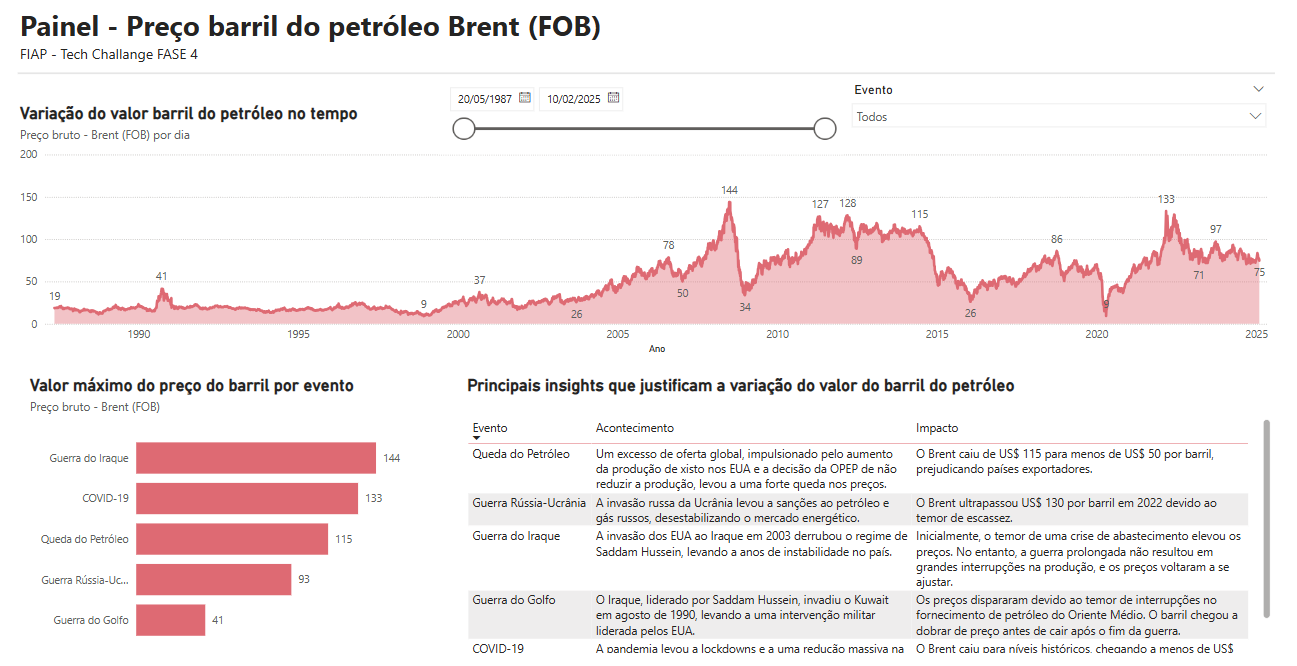 Painel - Preço barril do petróleo Brent (FOB)
FIAP - Tech Challange FASE 4
Variação do valor barril do petróleo no tempo
Preço bruto - Brent (FOB) por dia
20/05/1987
10/02/2025
Evento
Todos
200
150
100
50
0
19
41
9
37
26
78
50
144
34
127
128
89
115
26
86
9
133
71
97
75
1990
1995
2000
2005
2010
2015
2020
2025
Ano
Valor máximo do preço do barril por evento
Preço bruto - Brent (FOB)
Guerra do Iraque 144
COVID-19 133
Queda do Petróleo 115
Guerra Rússia-Uc... 93
Guerra do Golfo 41
Principais insights que justificam a variação do valor do barril do petróleo
Evento Acontecimento Impacto
Queda do Petróleo
Um excesso de oferta global, impulsionado pelo aumento
da produção de xisto nos EUA e a decisão da OPEP de não
reduzir a produção, levou a uma forte queda nos preços.
O Brent caiu de US$ 115 para menos de US$ 50 por barril,
prejudicando países exportadores.
Guerra Rússia-Ucrânia
A invasão russa da Ucrânia levou a sanções ao petróleo e
gás russos, desestabilizando o mercado energético.
O Brent ultrapassou US$ 130 por barril em 2022 devido ao
temor de escassez.
Guerra do Iraque
A invasão dos EUA ao Iraque em 2003 derrubou o regime de
Saddam Hussein, levando a anos de instabilidade no país.
Inicialmente, o temor de uma crise de abastecimento elevou os
preços. No entanto, a guerra prolongada não resultou em
grandes interrupções na produção, e os preços voltaram a se
ajustar.
Guerra do Golfo
O Iraque, liderado por Saddam Hussein, invadiu o Kuwait
em agosto de 1990, levando a uma intervenção militar
liderada pelos EUA.
Os preços dispararam devido ao temor de interrupções no
fornecimento de petróleo do Oriente Médio. O barril chegou a
dobrar de preço antes de cair após o fim da guerra.
COVID-19
A pandemia levou a lockdowns e a uma redução massiva na
O Brent caiu para níveis históricos, chegando a menos de US$